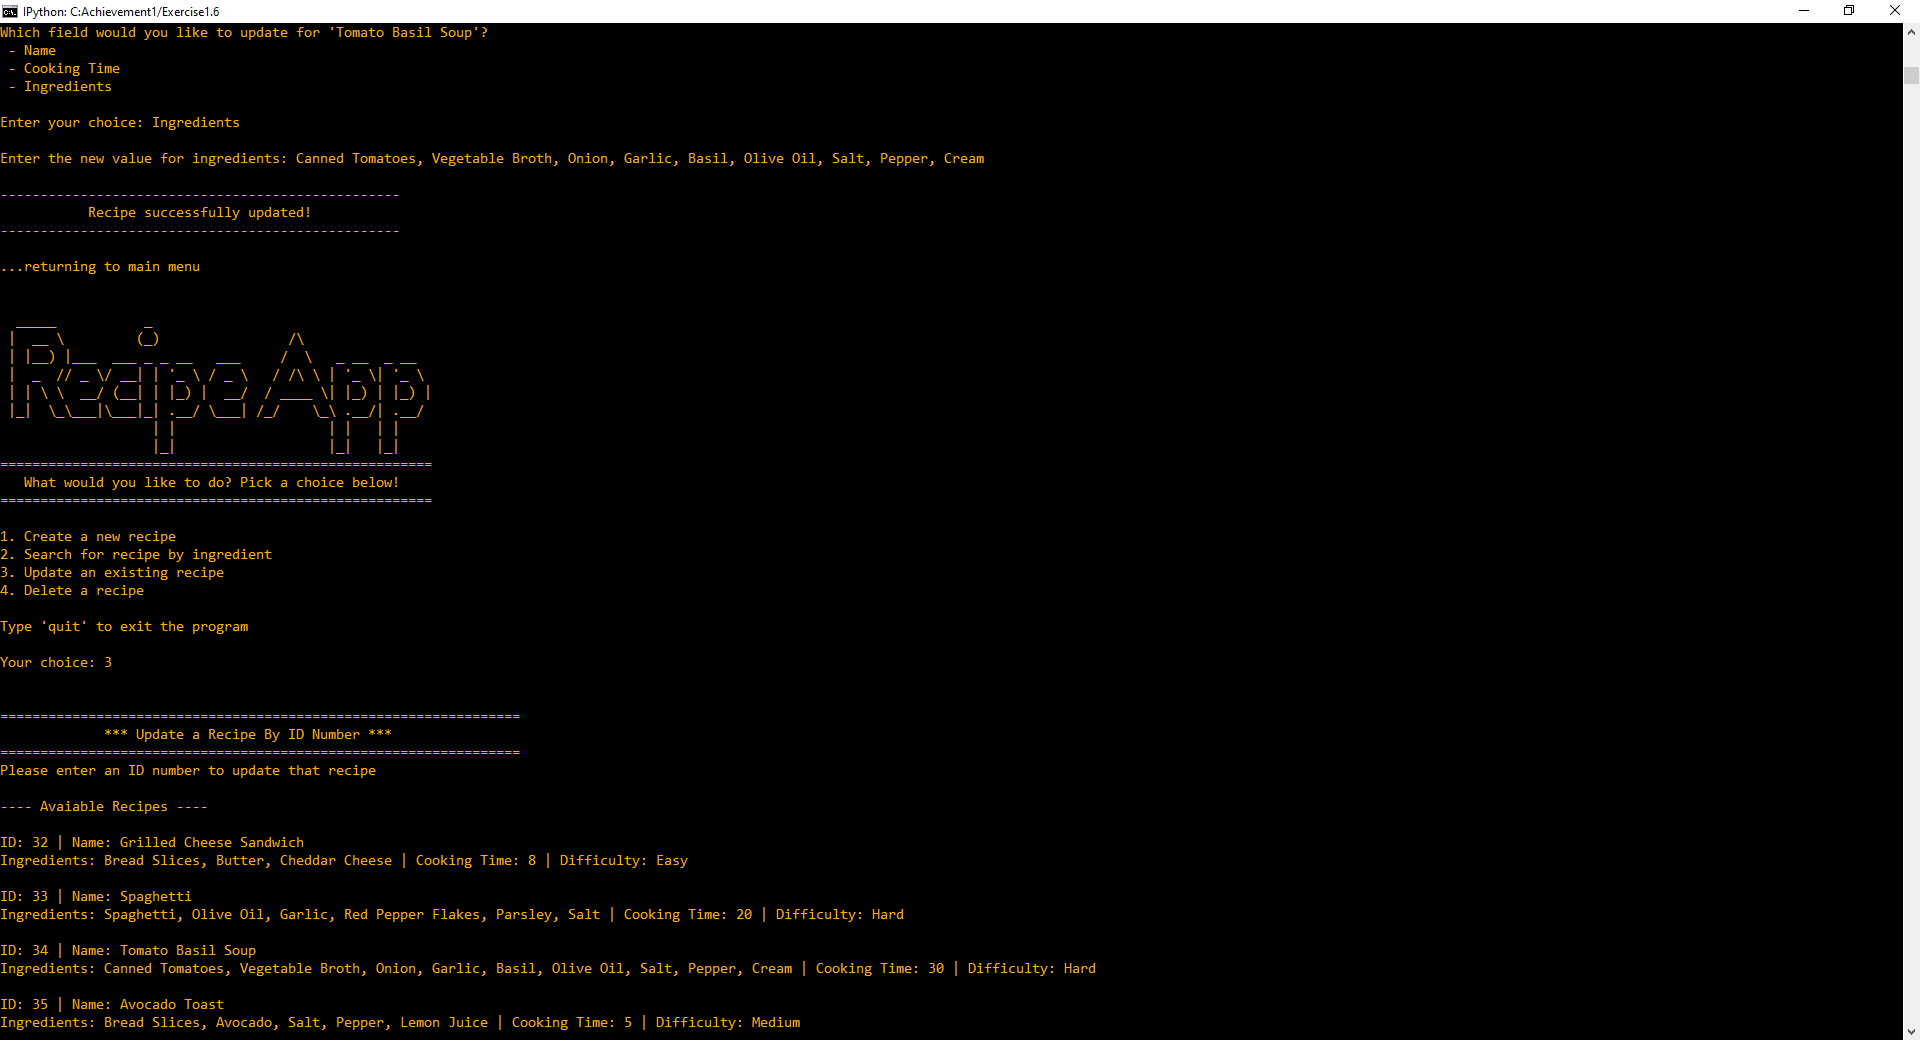 IPython: C:Achievement1/Exercise1.6
Which field would you like to update for 'Tomato Basil Soup'?
- Name
- Cooking Time
- Ingredients
Enter your choice: Ingredients
Enter the new value for ingredients: Canned Tomatoes, Vegetable Broth, Onion, Garlic, Basil, Olive Oil, Salt, Pepper, Cream
--------------------------------------------------
Recipe successfully updated!
--------------------------------------------------
...returning to main menu
Recipe App
======================================================
What would you like to do? Pick a choice below!
======================================================
1. Create a new recipe
2. Search for recipe by ingredient
3. Update an existing recipe
4. Delete a recipe
Type 'quit' to exit the program
Your choice: 3
=================================================================
*** Update a Recipe By ID Number ***
=================================================================
Please enter an ID number to update that recipe
---- Avaiable Recipes ----
ID: 32 | Name: Grilled Cheese Sandwich
Ingredients: Bread Slices, Butter, Cheddar Cheese | Cooking Time: 8 | Difficulty: Easy
ID: 33 | Name: Spaghetti
Ingredients: Spaghetti, Olive Oil, Garlic, Red Pepper Flakes, Parsley, Salt | Cooking Time: 20 | Difficulty: Hard
ID: 34 | Name: Tomato Basil Soup
Ingredients: Canned Tomatoes, Vegetable Broth, Onion, Garlic, Basil, Olive Oil, Salt, Pepper, Cream | Cooking Time: 30 | Difficulty: Hard
ID: 35 | Name: Avocado Toast
Ingredients: Bread Slices, Avocado, Salt, Pepper, Lemon Juice | Cooking Time: 5 | Difficulty: Medium